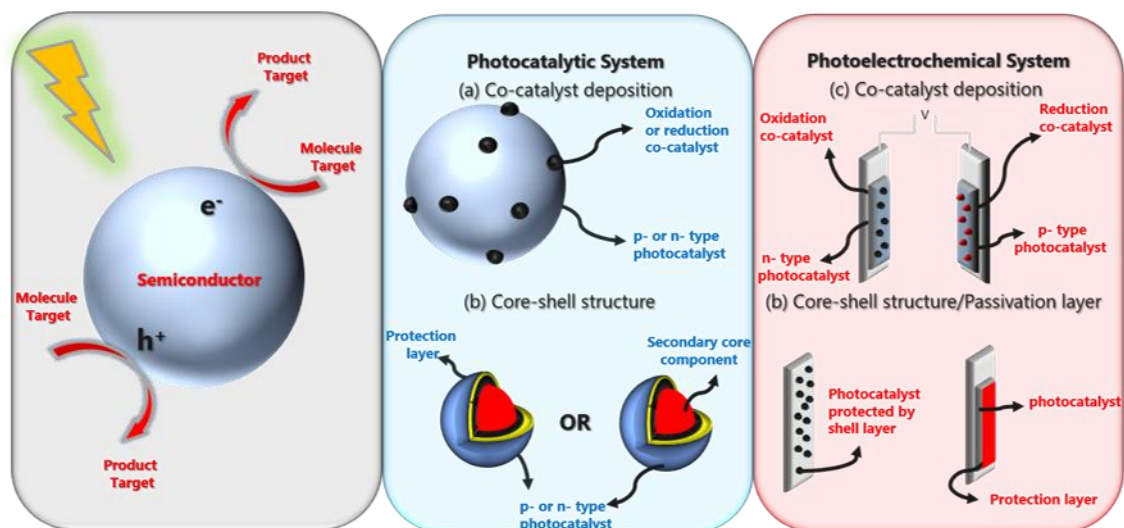 Product
Target
Molecule
Target
e-
Semiconductor
Molecule
Target
h+
Product
Target
Photocatalytic System
(a) Co-catalyst deposition
Oxidation
or reduction
co-catalyst
p- or n- type
photocatalyst
(b) Core-shell structure
Protection
layer
Secondary core
component
OR
p- or n- type
photocatalyst
Photoelectrochemical System
(c) Co-catalyst deposition
V
Oxidation
co-catalyst
Reduction
co-catalyst
n- type
photocatalyst
p- type
photocatalyst
(b) Core-shell structure/Passivation layer
Photocatalyst
protected by
shell layer
photocatalyst
Protection layer